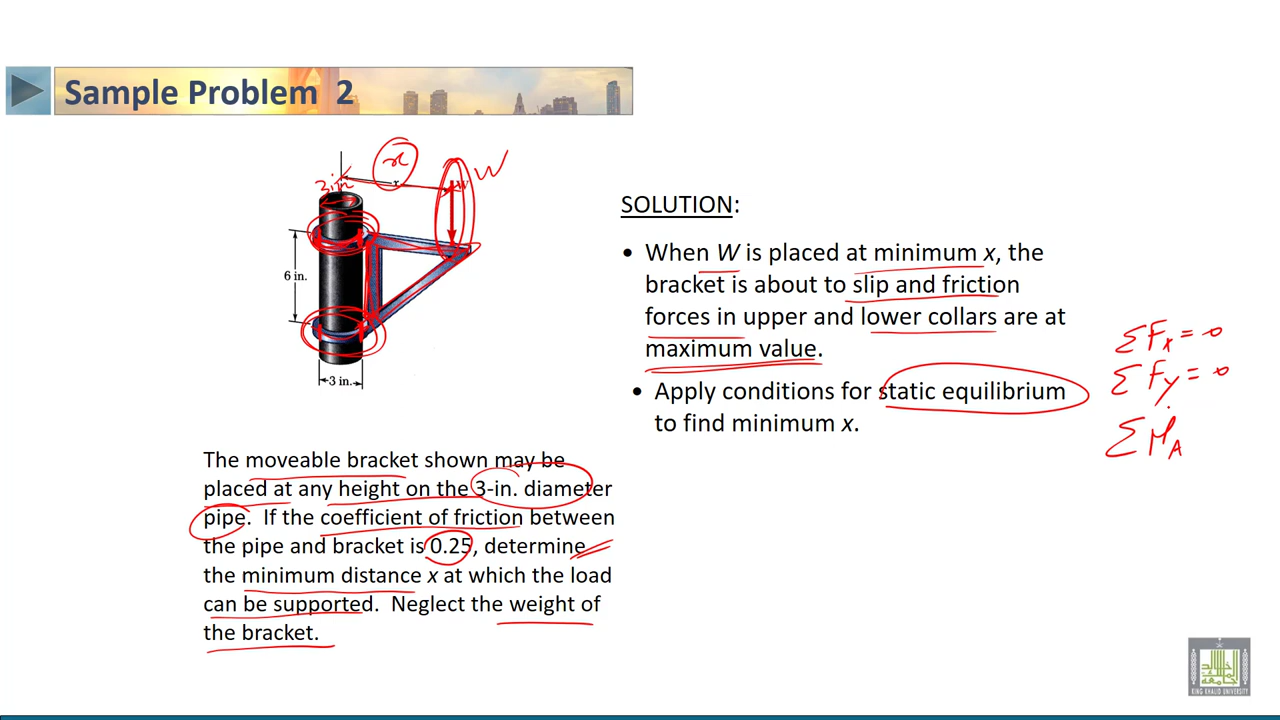 Sample Problem 2
x
W
3 in
x
W
6 in.
3 in.
SOLUTION:
• When W is placed at minimum x, the
bracket is about to slip and friction
forces in upper and lower collars are at
maximum value.
• Apply conditions for static equilibrium
to find minimum x.
ΣFx = 0
ΣFy = 0
ΣMA
The moveable bracket shown may be
placed at any height on the 3-in. diameter
pipe. If the coefficient of friction between
the pipe and bracket is 0.25, determine
the minimum distance x at which the load
can be supported. Neglect the weight of
the bracket.
KING KHALID UNIVERSITY